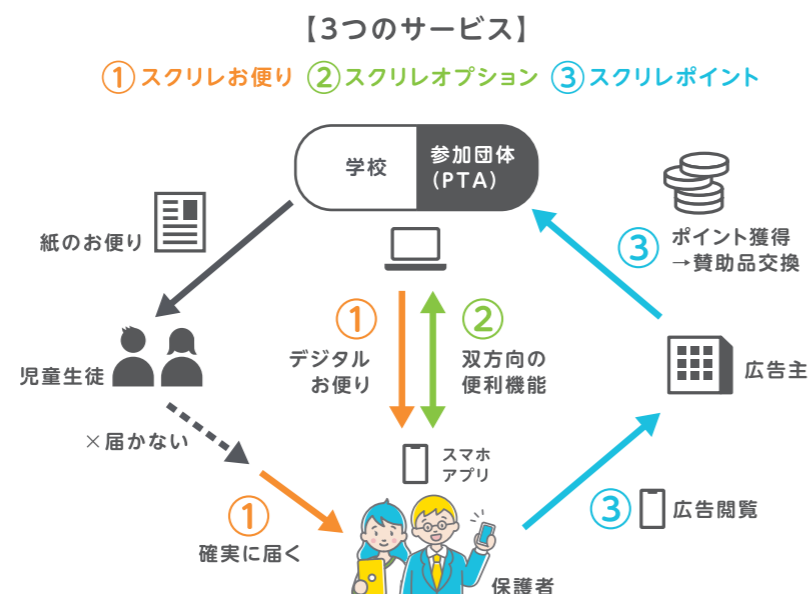 【3つのサービス】
①スクリレお便り ②スクリレオプション ③スクリレポイント
学校
参加団体
(PTA)
紙のお便り
③
ポイント獲得
→賛助品交換
①
デジタル
お便り
②
双方向の
便利機能
児童生徒
広告主
×届かない
スマホ
アプリ
①
確実に届く
③
広告閲覧
保護者